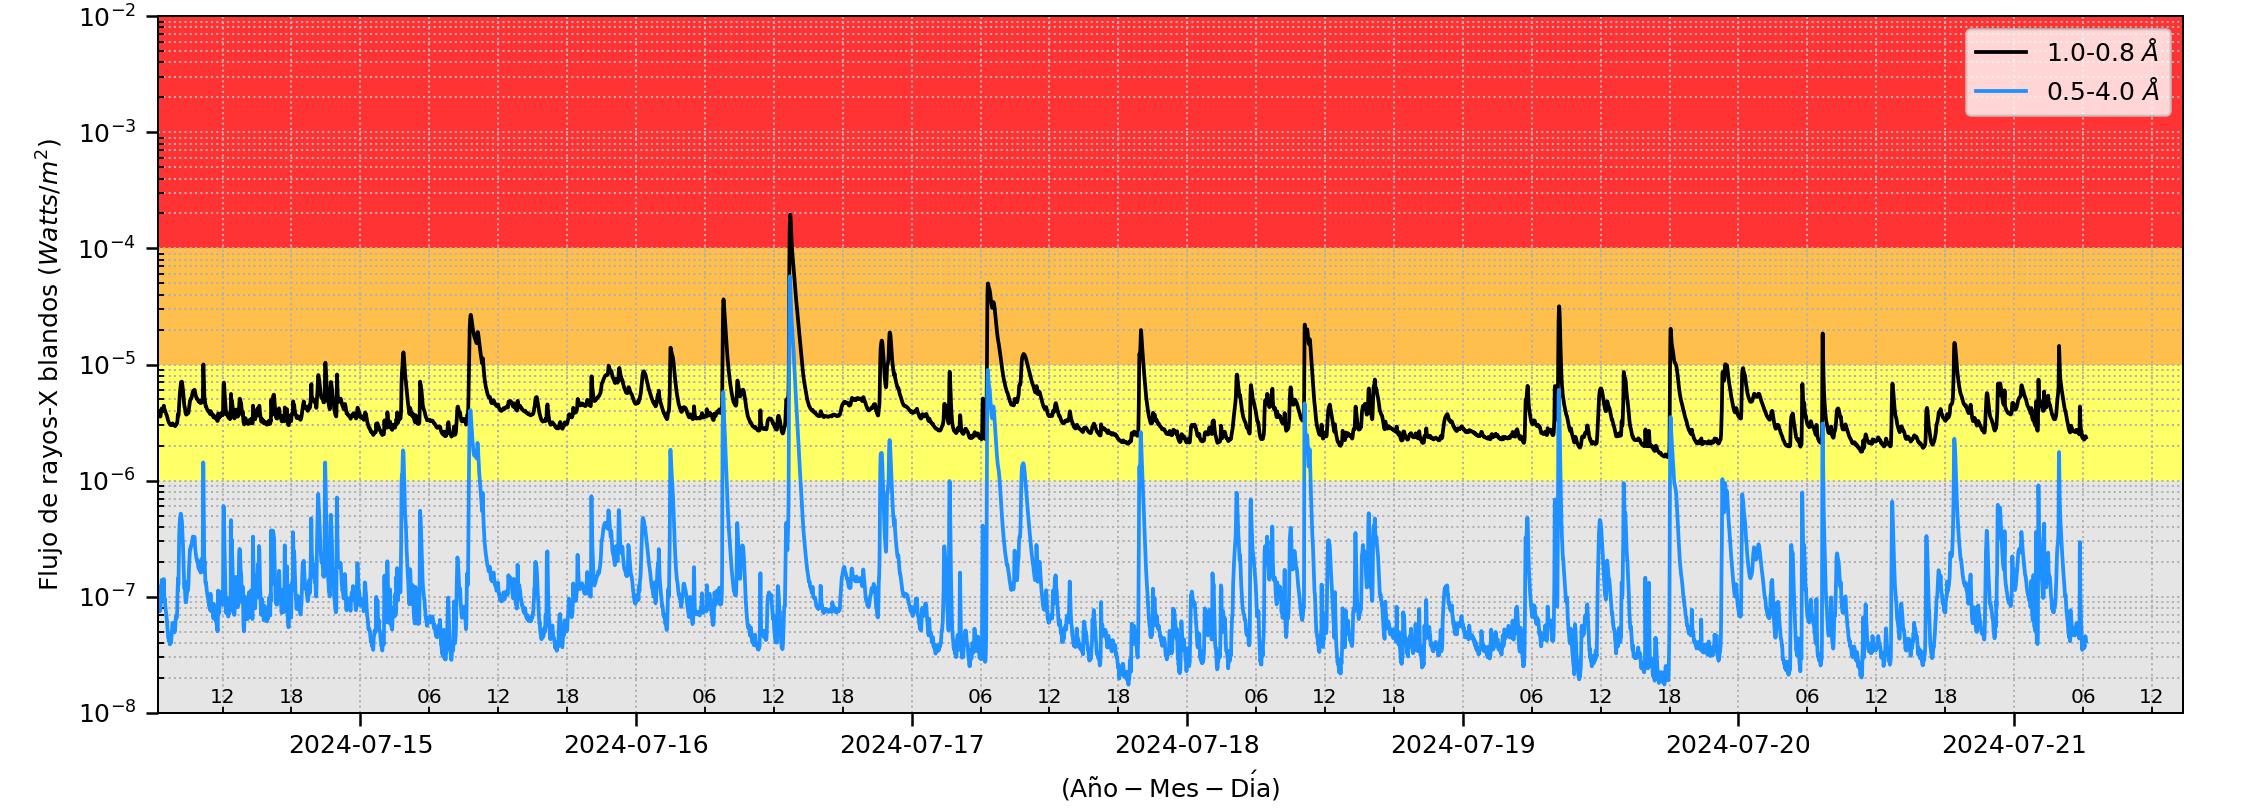 10⁻²
10⁻³
10⁻⁴
10⁻⁵
10⁻⁶
10⁻⁷
10⁻⁸
Flujo de rayos-X blandos (Watts/m²)
1.0-0.8 Å
0.5-4.0 Å
12 18 06 12 18 06 12 18 06 12 18 06 12 18 06 12 18 06 12 18 06 12
2024-07-15 2024-07-16 2024-07-17 2024-07-18 2024-07-19 2024-07-20 2024-07-21
(Año − Mes − Día)